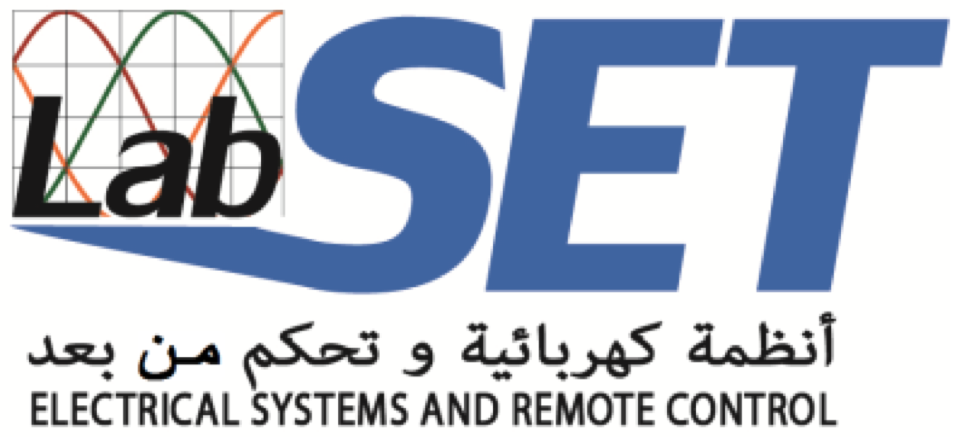 Lab SET
أنظمة كهربائية و تحكم من بعد
ELECTRICAL SYSTEMS AND REMOTE CONTROL